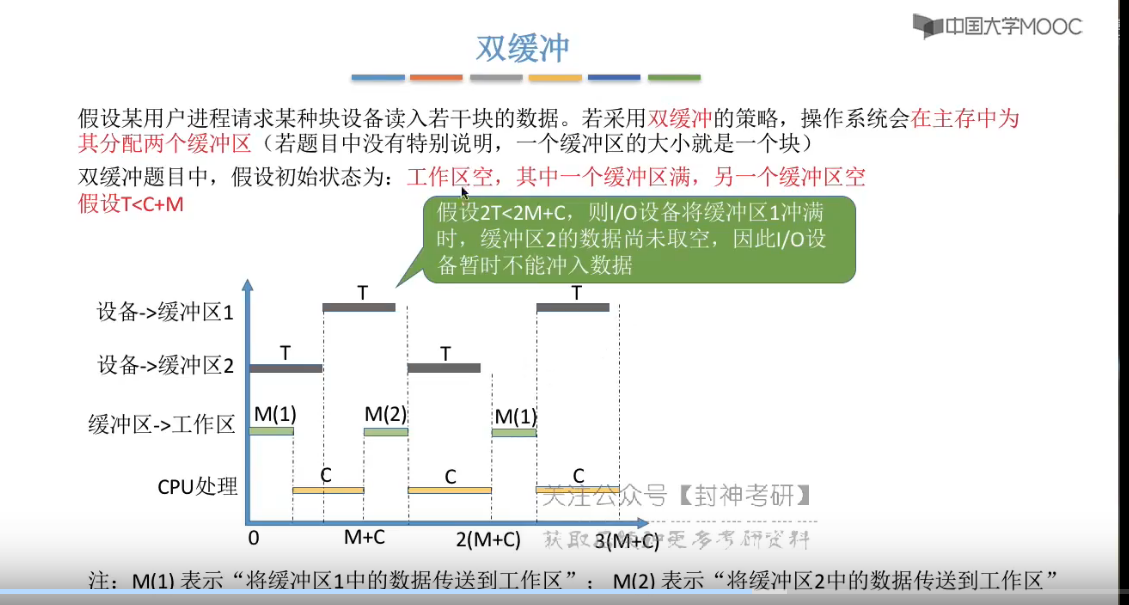 中国大学MOOC
双缓冲
假设某用户进程请求某种块设备读入若干块的数据。若采用双缓冲的策略，操作系统会在主存中为
其分配两个缓冲区（若题目中没有特别说明，一个缓冲区的大小就是一个块）
双缓冲题目中，假设初始状态为：工作区空，其中一个缓冲区满，另一个缓冲区空
假设T<C+M
假设2T<2M+C，则I/O设备将缓冲区1冲满
时，缓冲区2的数据尚未取空，因此I/O设
备暂时不能冲入数据
设备->缓冲区1
T
T
设备->缓冲区2
T
T
缓冲区->工作区
M(1)
M(2)
M(1)
CPU处理
C
C
C
关注公众号【封神考研】
0
M+C
2(M+C)
3(M+C)
获取更多考研资料
注：M(1) 表示“将缓冲区1中的数据传送到工作区”； M(2) 表示“将缓冲区2中的数据传送到工作区”